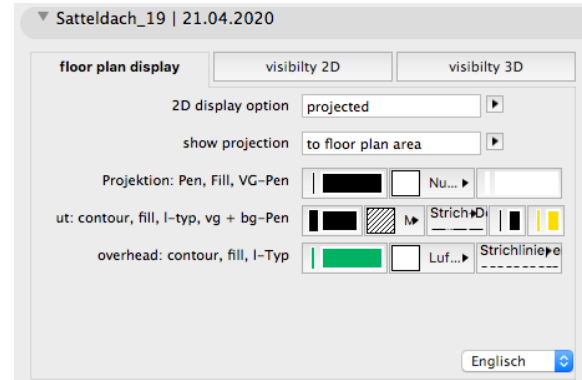 Satteldach_19 | 21.04.2020
floor plan display visibilty 2D visibilty 3D
2D display option projected
show projection to floor plan area
Projektion: Pen, Fill, VG-Pen Nu...
ut: contour, fill, l-typ, vg + bg-Pen M Strich D
overhead: contour, fill, l-Typ Luf... Strichlinie e
Englisch